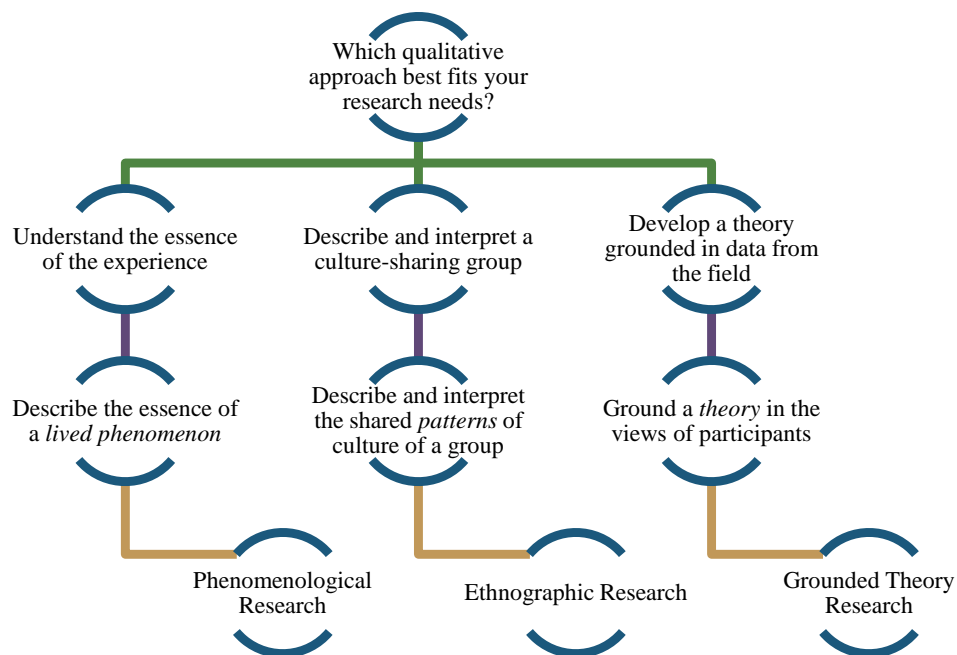 Which qualitative
approach best fits your
research needs?
Understand the essence
of the experience
Describe and interpret a
culture-sharing group
Develop a theory
grounded in data from
the field
Describe the essence of
a lived phenomenon
Describe and interpret
the shared patterns of
culture of a group
Ground a theory in the
views of participants
Phenomenological
Research
Ethnographic Research
Grounded Theory
Research